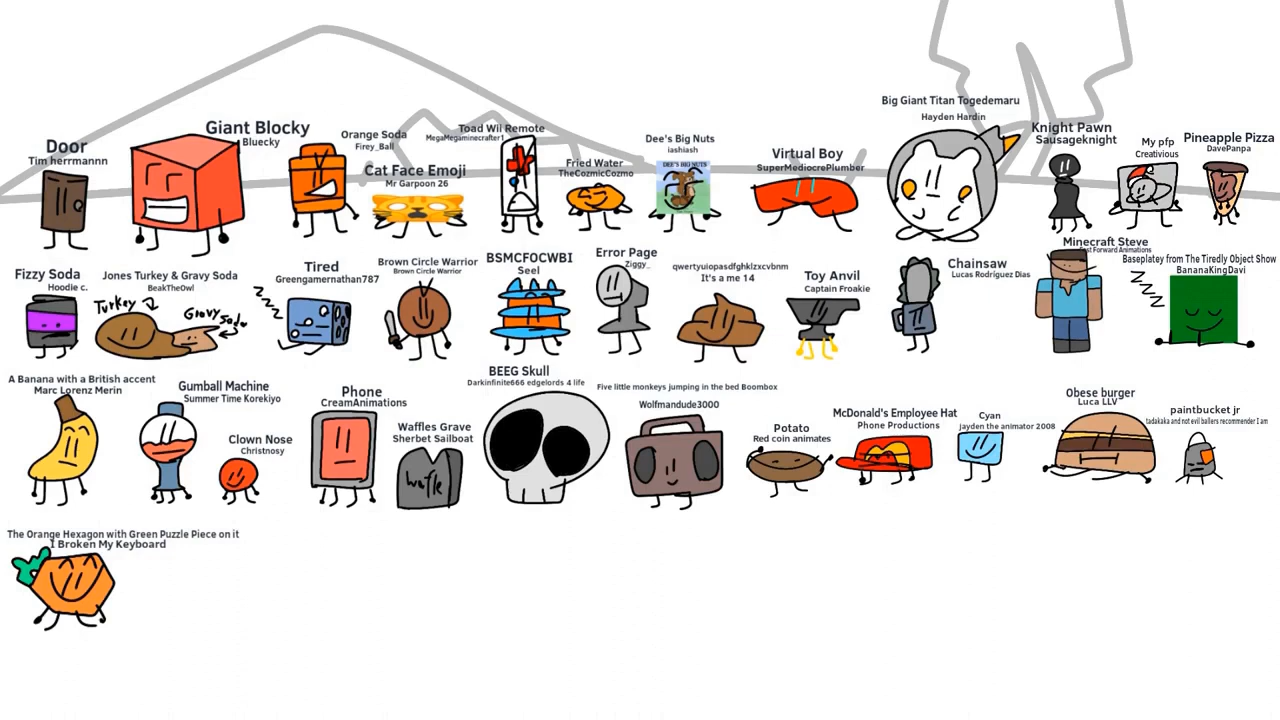 Door
Tim herrmannn
Giant Blocky
Bluecky
Orange Soda
Firey_Ball
Cat Face Emoji
Mr Garpoon 26
Toad Wii Remote
MegaMegaminecrafter1
Fried Water
TheCozmicCozmo
Dee's Big Nuts
iashiash
DEE'S BIG NUTS
Virtual Boy
SuperMediocrePlumber
Big Giant Titan Togedemaru
Hayden Hardin
Knight Pawn
Sausageknight
My pfp
Creativious
Pineapple Pizza
DavePanpa
Fizzy Soda
Hoodie c.
Jones Turkey & Gravy Soda
BeakTheOwl
Turkey
Gravy
Soda
Tired
Greengamernathan787
Z Z Z
Brown Circle Warrior
Brown Circle Warrior
BSMCFOCWBI
Seel
Error Page
Ziggy_
qwertyuiopasdfghklzxcvbnm
It's a me 14
Toy Anvil
Captain Froakie
Chainsaw
Lucas Rodríguez Dias
Minecraft Steve
Fast Forward Animations
Baseplatey from The Tiredly Object Show
BananaKingDavi
Z Z Z
A Banana with a British accent
Marc Lorenz Merin
Gumball Machine
Summer Time Korekiyo
Clown Nose
Christnosy
Phone
CreamAnimations
Waffles Grave
Sherbet Sailboat
waffle
BEEG Skull
Darkinfinite666 edgelords 4 life
Five little monkeys jumping in the bed Boombox
Wolfmandude3000
Potato
Red coin animates
McDonald's Employee Hat
Phone Productions
Cyan
jayden the animator 2008
Obese burger
Luca LLV
paintbucket jr
tadakaka and not evil ballers recommender I am
The Orange Hexagon with Green Puzzle Piece on it
I Broken My Keyboard